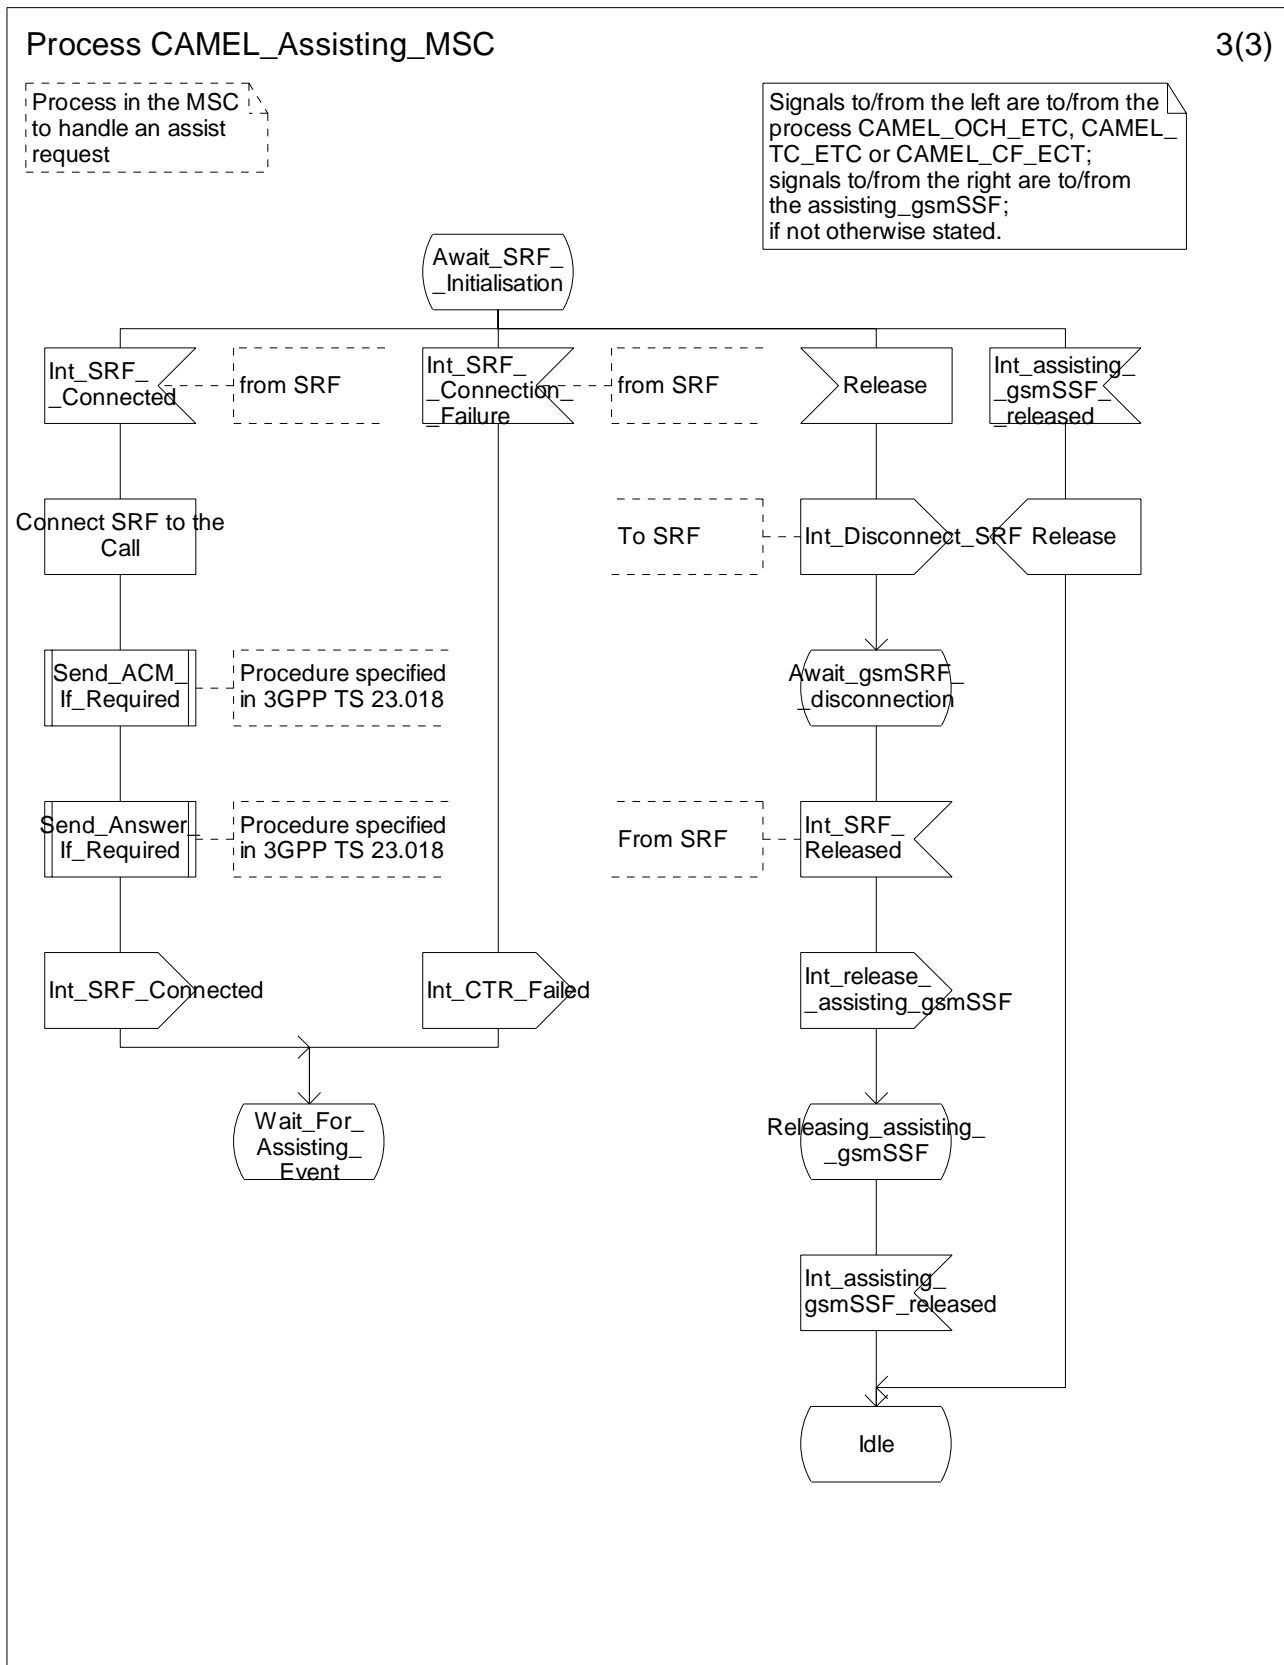 Process CAMEL_Assisting_MSC
3(3)
Process in the MSC
to handle an assist
request
Signals to/from the left are to/from the
process CAMEL_OCH_ETC, CAMEL_
TC_ETC or CAMEL_CF_ECT;
signals to/from the right are to/from
the assisting_gsmSSF;
if not otherwise stated.
Await_SRF_
_Initialisation
Int_SRF_
_Connected
from SRF
Int_SRF_
_Connection_
_Failure
from SRF
Release
Int_assisting_
_gsmSSF_
_released
Connect SRF to the
Call
To SRF
Int_Disconnect_SRF
Release
Send_ACM_
If_Required
Procedure specified
in 3GPP TS 23.018
Await_gsmSRF_
_disconnection
Send_Answer_
If_Required
Procedure specified
in 3GPP TS 23.018
From SRF
Int_SRF_
Released
Int_SRF_Connected
Int_CTR_Failed
Int_release_
_assisting_gsmSSF
Wait_For_
Assisting_
Event
Releasing_assisting_
_gsmSSF
Int_assisting_
gsmSSF_released
Idle